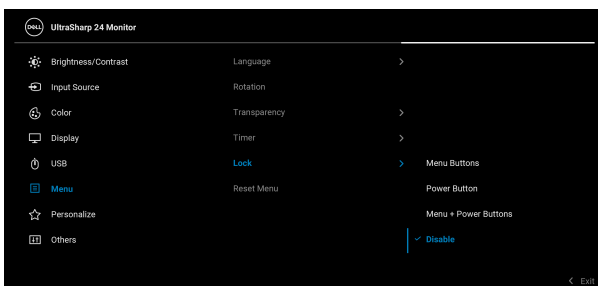 DELL UltraSharp 24 Monitor
Brightness/Contrast
Input Source
Color
Display
USB
Menu
Personalize
Others
Language
Rotation
Transparency
Timer
Lock
Reset Menu
Menu Buttons
Power Button
Menu + Power Buttons
Disable
Exit